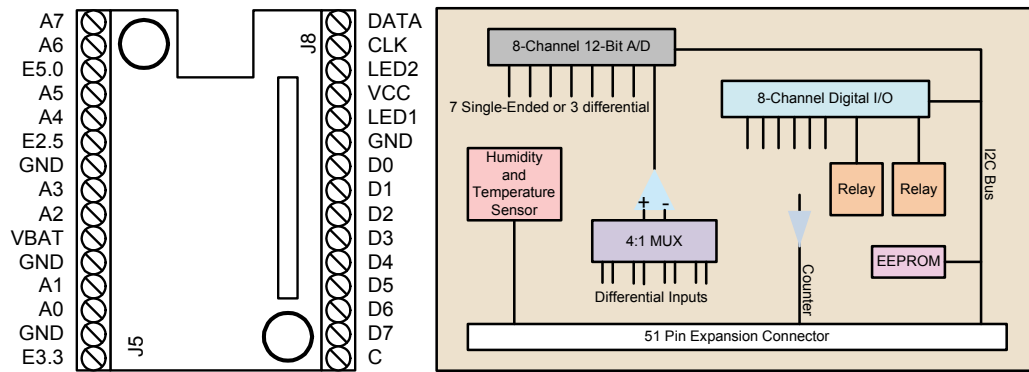 A7
A6
E5.0
A5
A4
E2.5
GND
A3
A2
VBAT
GND
A1
A0
GND
E3.3
J5
J8
DATA
CLK
LED2
VCC
LED1
GND
D0
D1
D2
D3
D4
D5
D6
D7
C
8-Channel 12-Bit A/D
7 Single-Ended or 3 differential
8-Channel Digital I/O
Humidity
and
Temperature
Sensor
+ -
4:1 MUX
Differential Inputs
Relay
Relay
I2C Bus
EEPROM
Counter
51 Pin Expansion Connector